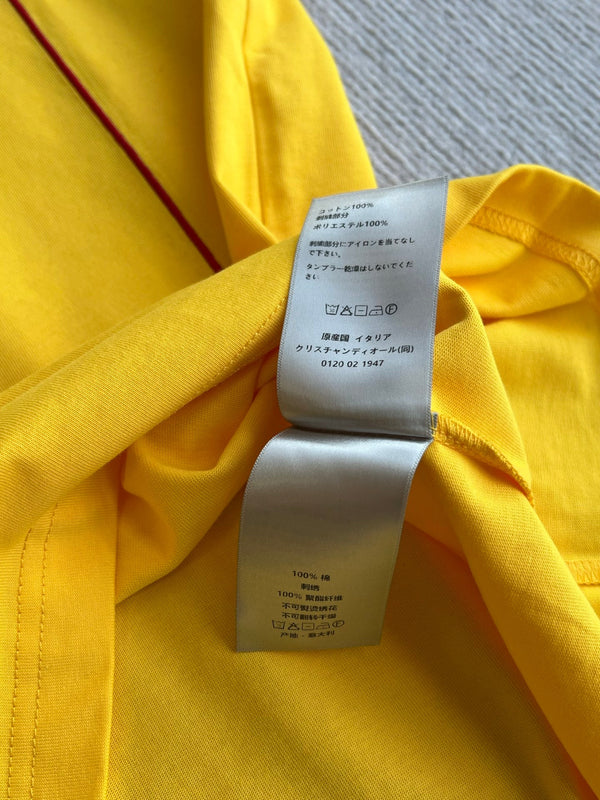 コットン100%
刺繍部分
ポリエステル100%
刺繍部分にアイロンを当てなし
で下さい。
タンブラー乾燥はしないでくださ
い
原産国 イタリア
クリスチャンディオール(同)
0120 02 1947
100% 棉
刺绣
100% 聚酯纤维
不可熨烫绣花
不可翻转干燥
产地·意大利